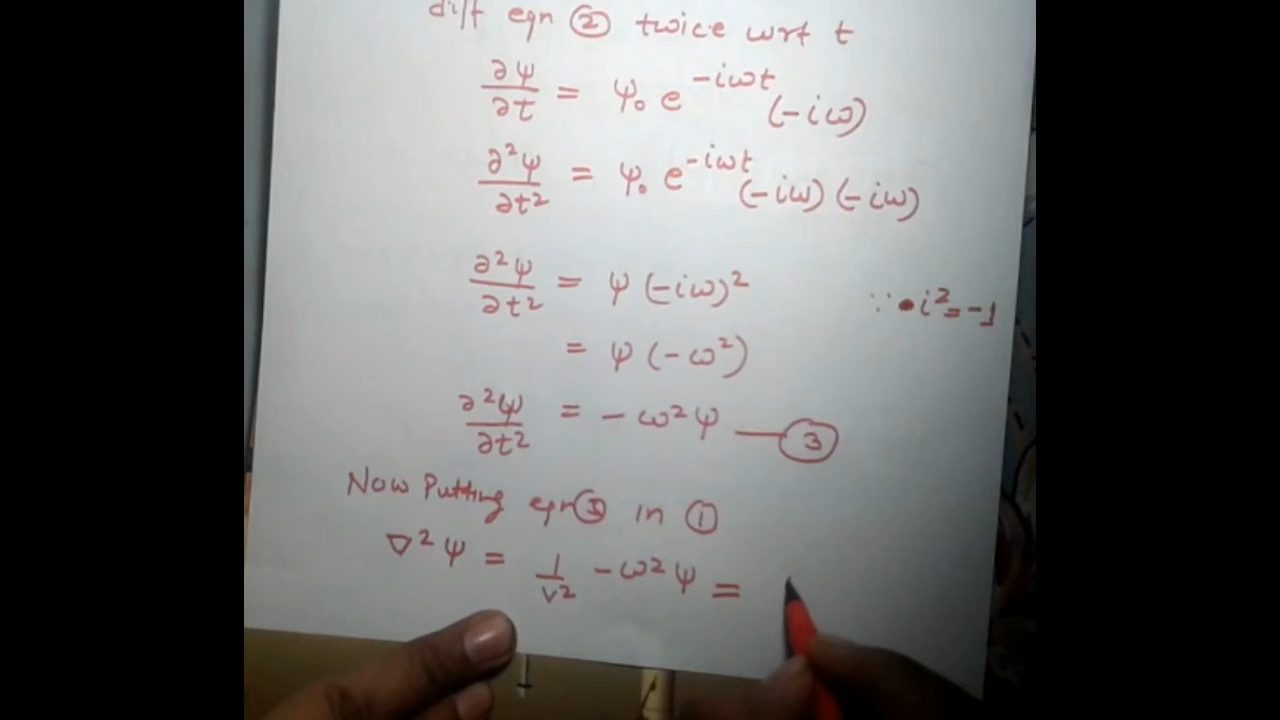 diff eqn ② twice wrt t
∂ψ/∂t = ψ₀ e^{-iωt} (-iω)
∂²ψ/∂t² = ψ₀ e^{-iωt} (-iω) (-iω)
∂²ψ/∂t² = ψ (-iω)² ∵ i² = -1
= ψ (-ω²)
∂²ψ/∂t² = - ω²ψ — ③
Now Putting eqn ③ in ①
∇²ψ = 1/v² - ω²ψ =